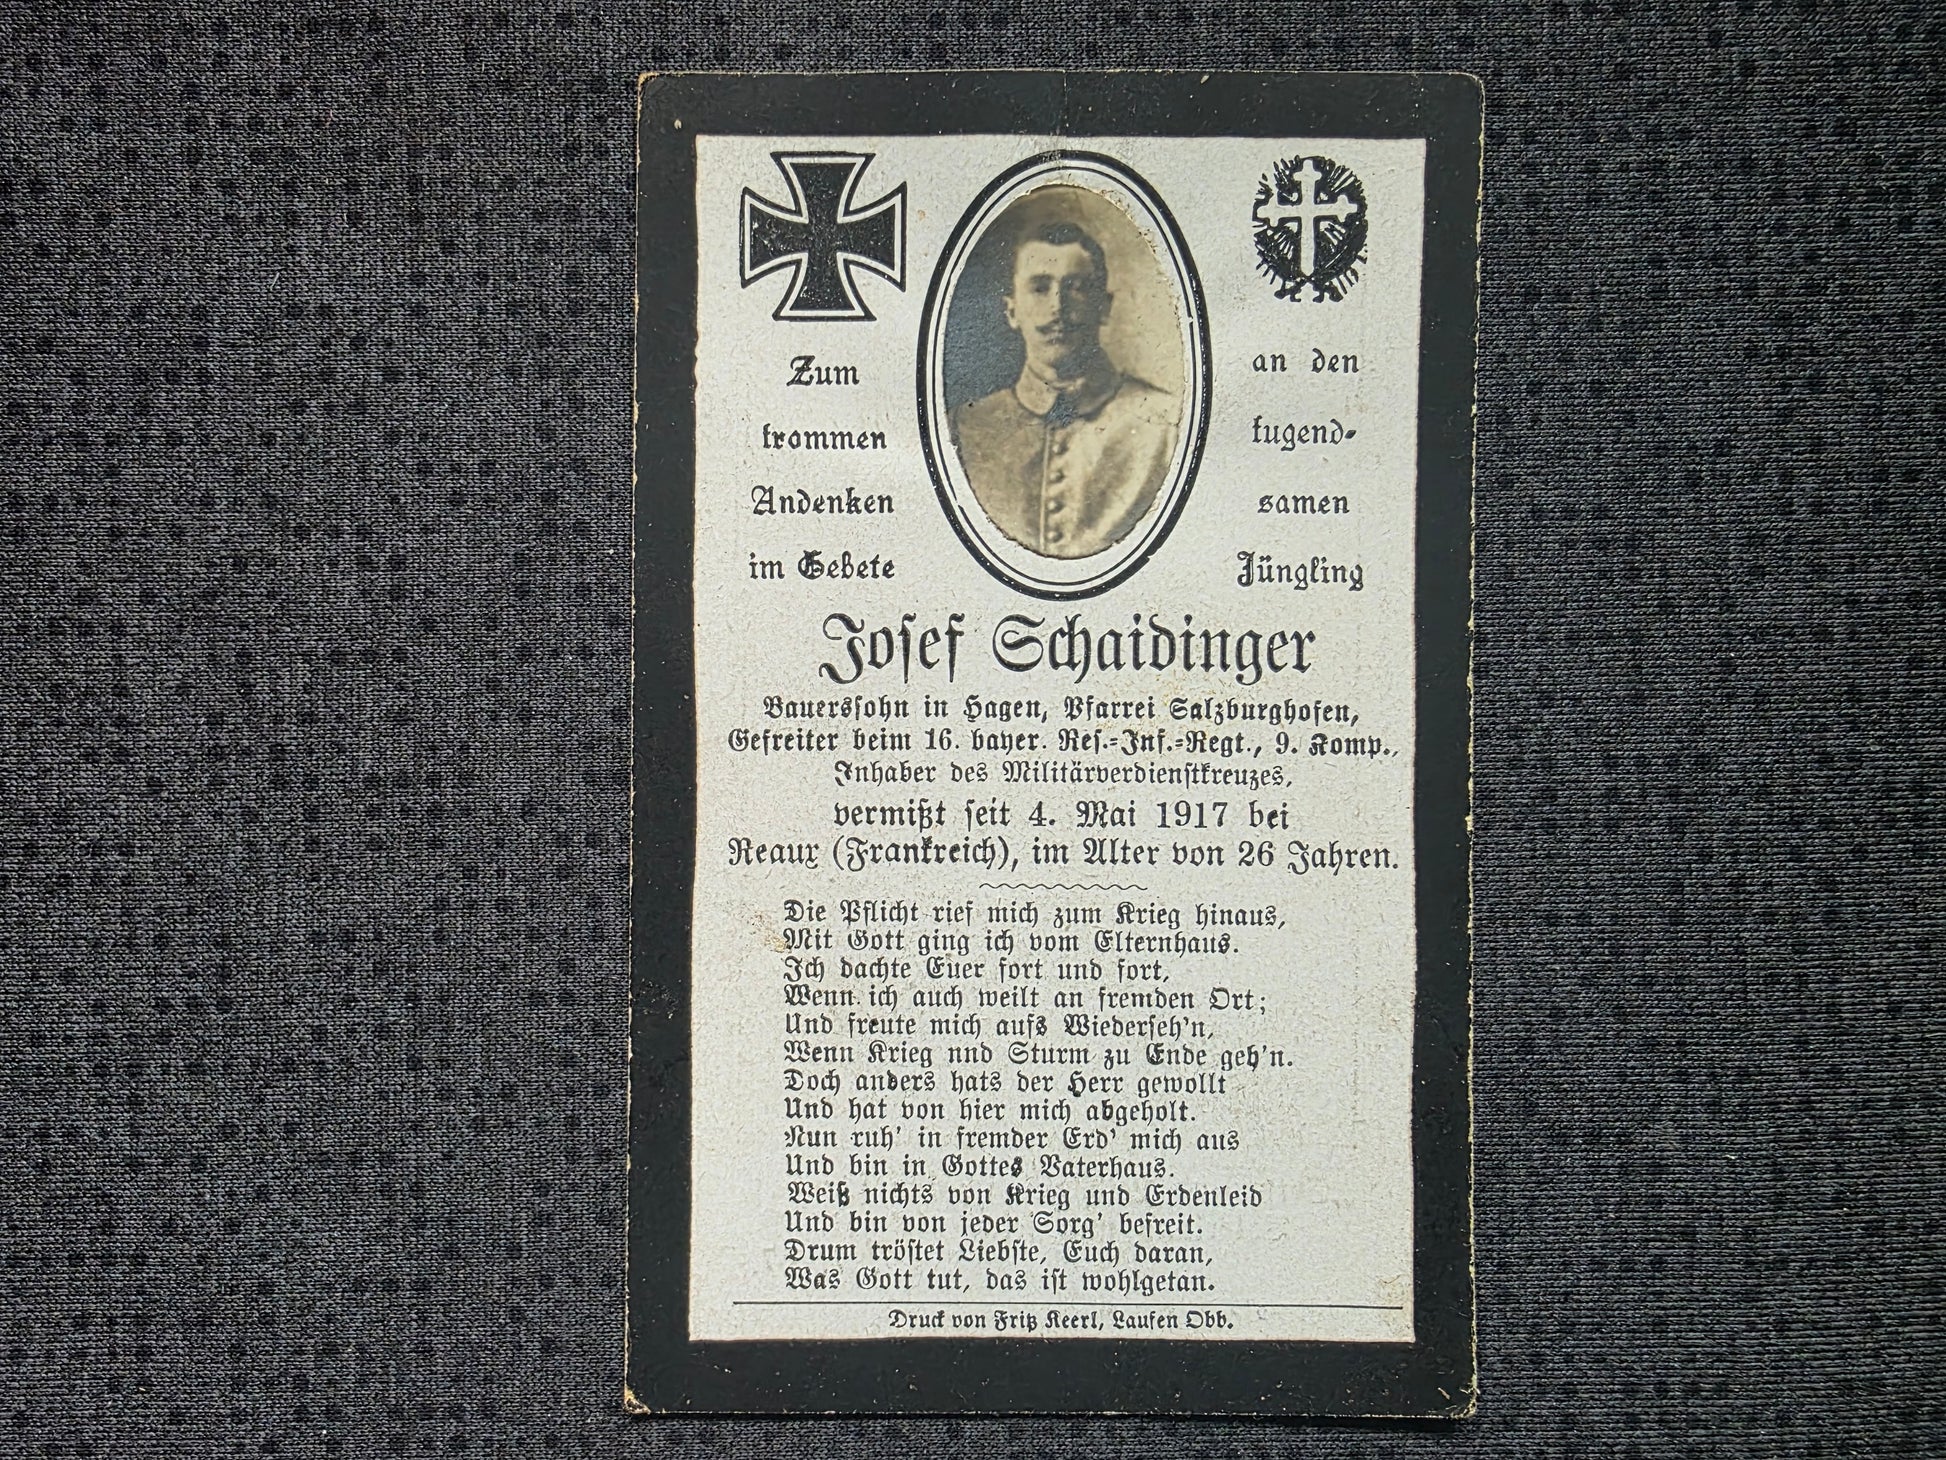 Zum
frommen
Andenken
im Gebete
an den
tugend-
samen
Jüngling
Josef Schaidinger
Bauerssohn in Hagen, Pfarrei Salzburghofen,
Gefreiter beim 16. bayer. Res.-Inf.-Regt., 9. Komp.,
Inhaber des Militärverdienstkreuzes,
vermißt seit 4. Mai 1917 bei
Reaux (Frankreich), im Alter von 26 Jahren.
Die Pflicht rief mich zum Krieg hinaus,
Mit Gott ging ich vom Elternhaus.
Ich dachte Euer fort und fort,
Wenn ich auch weilt an fremden Ort;
Und freute mich aufs Wiederseh'n,
Wenn Krieg nnd Sturm zu Ende geh'n.
Doch anders hats der Herr gewollt
Und hat von hier mich abgeholt.
Nun ruh' in fremder Erd' mich aus
Und bin in Gottes Vaterhaus.
Weiß nichts von Krieg und Erdenleid
Und bin von jeder Sorg' befreit.
Drum tröstet Liebste, Euch daran,
Was Gott tut, das ist wohlgetan.
Druck von Fritz Keerl, Laufen Obb.